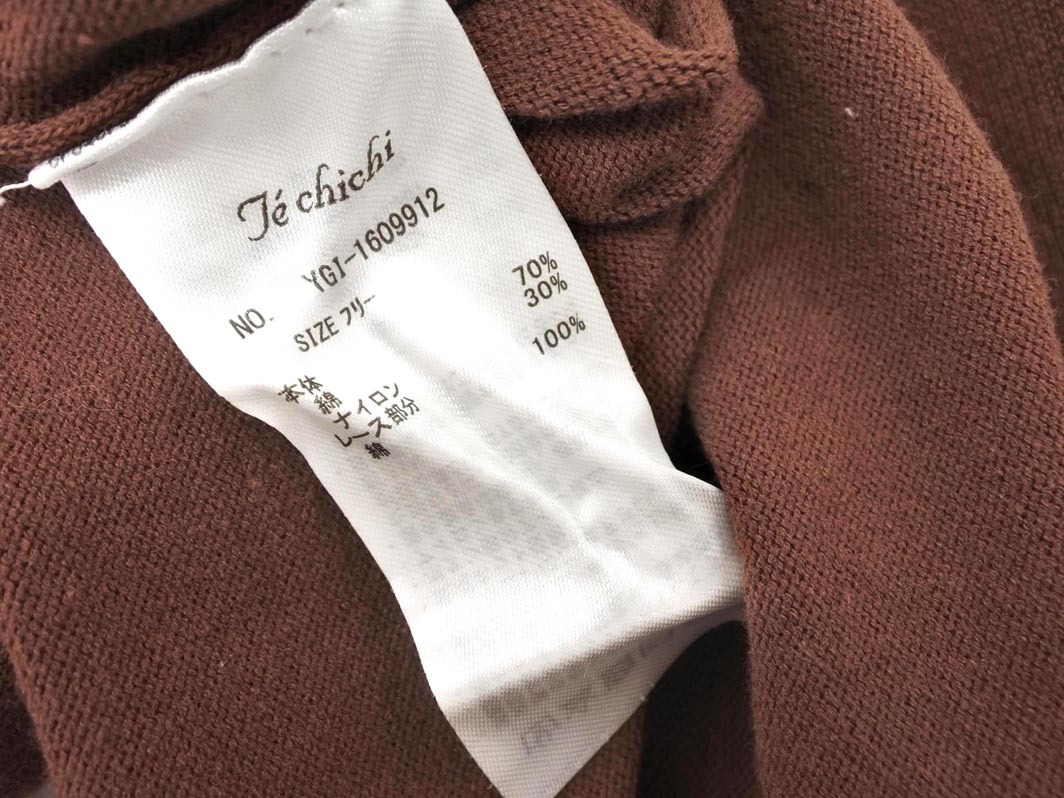 Té chichi
NO. YGI-1609912
SIZE フリー
本体
綿 70%
ナイロン 30%
レース部分
綿 100%